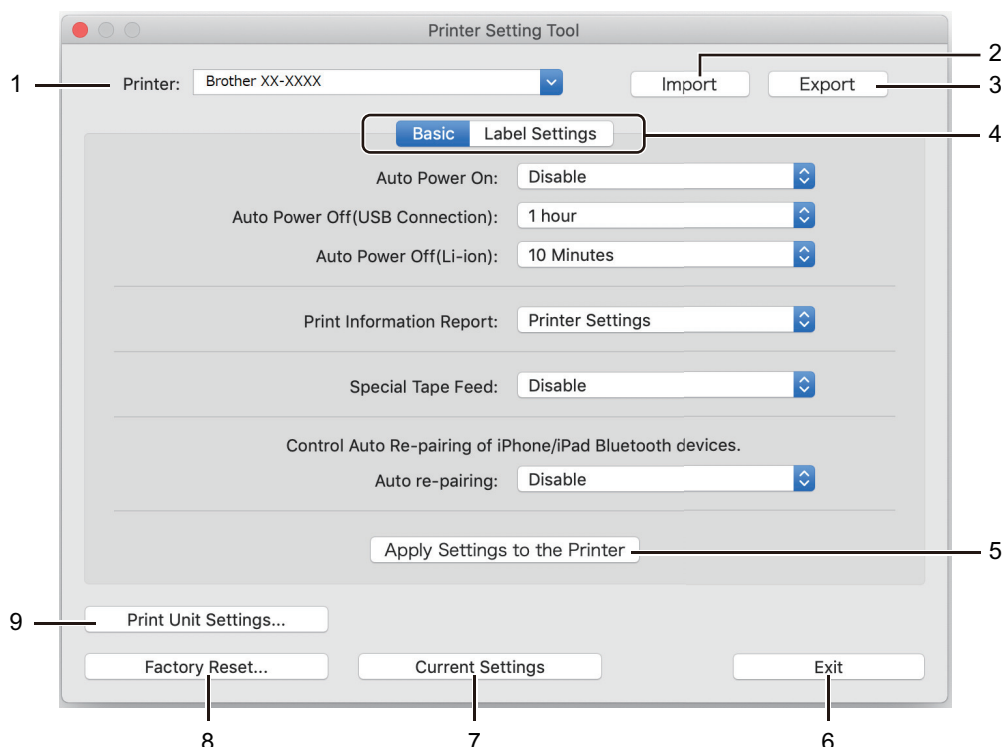 Printer Setting Tool
2
1 Printer: Brother XX-XXXX Import Export 3
Basic Label Settings 4
Auto Power On: Disable
Auto Power Off(USB Connection): 1 hour
Auto Power Off(Li-ion): 10 Minutes
Print Information Report: Printer Settings
Special Tape Feed: Disable
Control Auto Re-pairing of iPhone/iPad Bluetooth devices.
Auto re-pairing: Disable
Apply Settings to the Printer 5
9 Print Unit Settings...
Factory Reset... Current Settings Exit
8 7 6